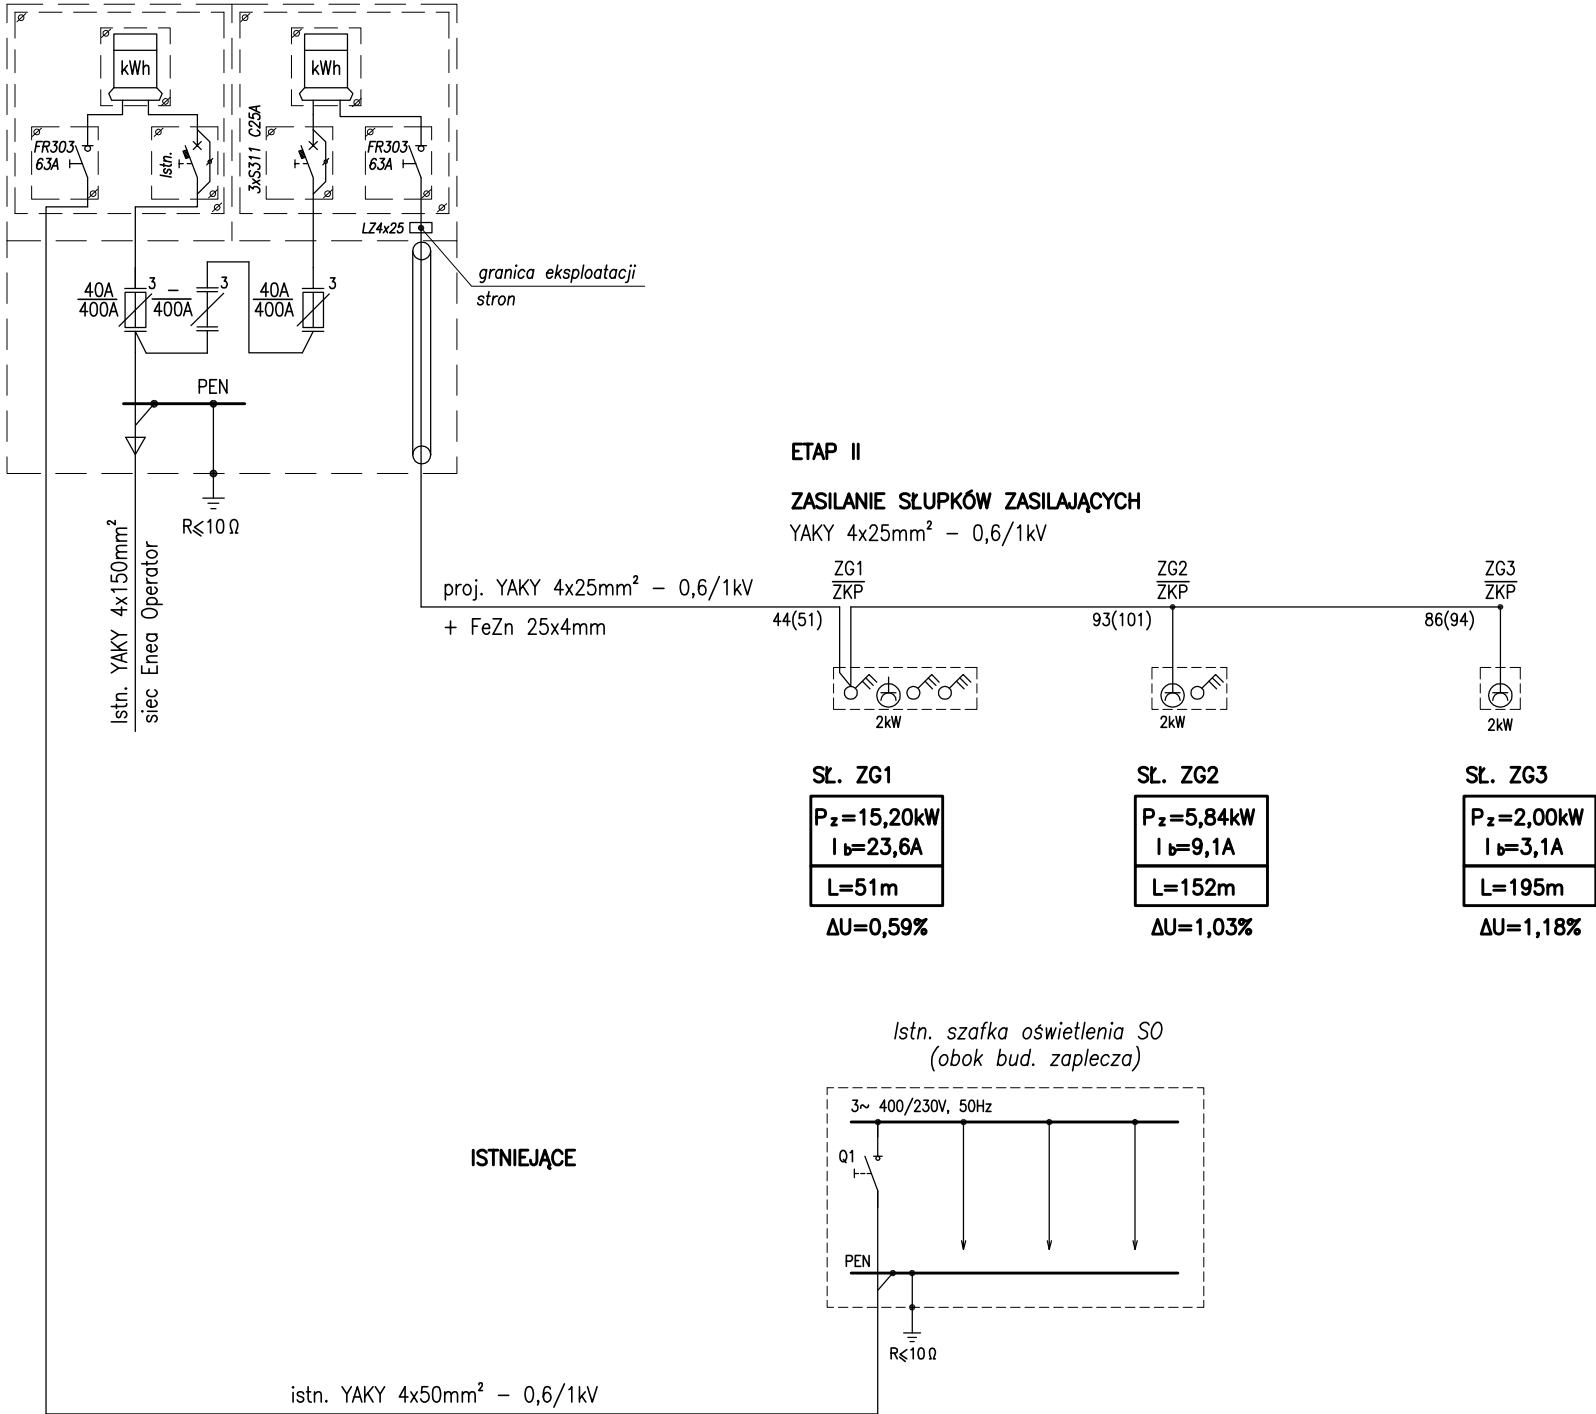 kWh
kWh
FR303
63A
Istn.
3xS311 C25A
FR303
63A
LZ4x25
granica eksploatacji
stron
40A
400A
3
–
400A
3
40A
400A
3
PEN
R≤10Ω
Istn. YAKY 4x150mm²
siec Enea Operator
ETAP II
ZASILANIE SŁUPKÓW ZASILAJĄCYCH
YAKY 4x25mm² – 0,6/1kV
proj. YAKY 4x25mm² – 0,6/1kV
+ FeZn 25x4mm
ZG1
ZKP
44(51)
ZG2
ZKP
93(101)
ZG3
ZKP
86(94)
2kW
2kW
2kW
SŁ. ZG1
Pz=15,20kW
Ib=23,6A
L=51m
ΔU=0,59%
SŁ. ZG2
Pz=5,84kW
Ib=9,1A
L=152m
ΔU=1,03%
SŁ. ZG3
Pz=2,00kW
Ib=3,1A
L=195m
ΔU=1,18%
Istn. szafka oświetlenia SO
(obok bud. zaplecza)
3~ 400/230V, 50Hz
Q1
PEN
R≤10Ω
ISTNIEJĄCE
istn. YAKY 4x50mm² – 0,6/1kV